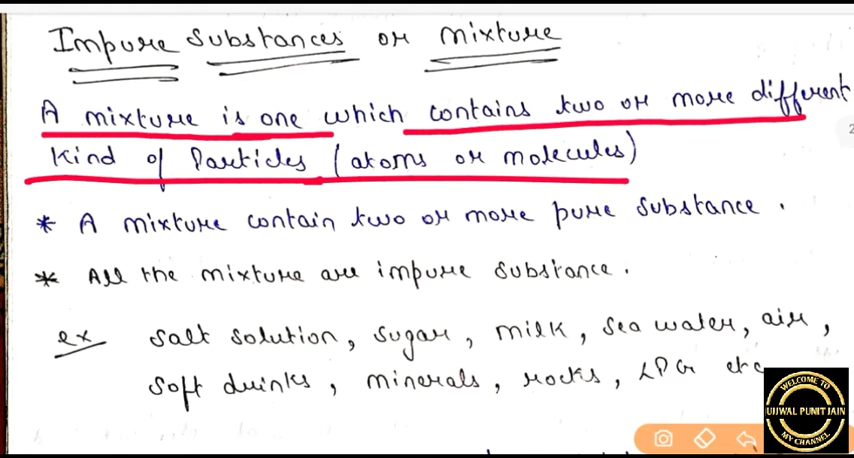 Impure Substances or mixture
A mixture is one which contains two or more different
Kind of Particles (atoms or molecules)
* A mixture contain two or more pure substance.
* All the mixture are impure substance.
ex Salt solution, sugar, milk, sea water, air,
soft drinks, minerals, rocks, LPG etc
WELCOME TO
UJJWAL PUNIT JAIN
MY CHANNEL
2